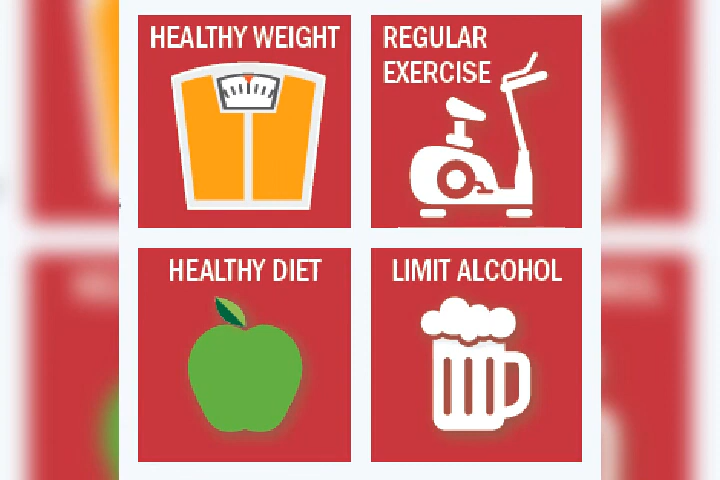 HEALTHY WEIGHT
REGULAR
EXERCISE
HEALTHY DIET
LIMIT ALCOHOL